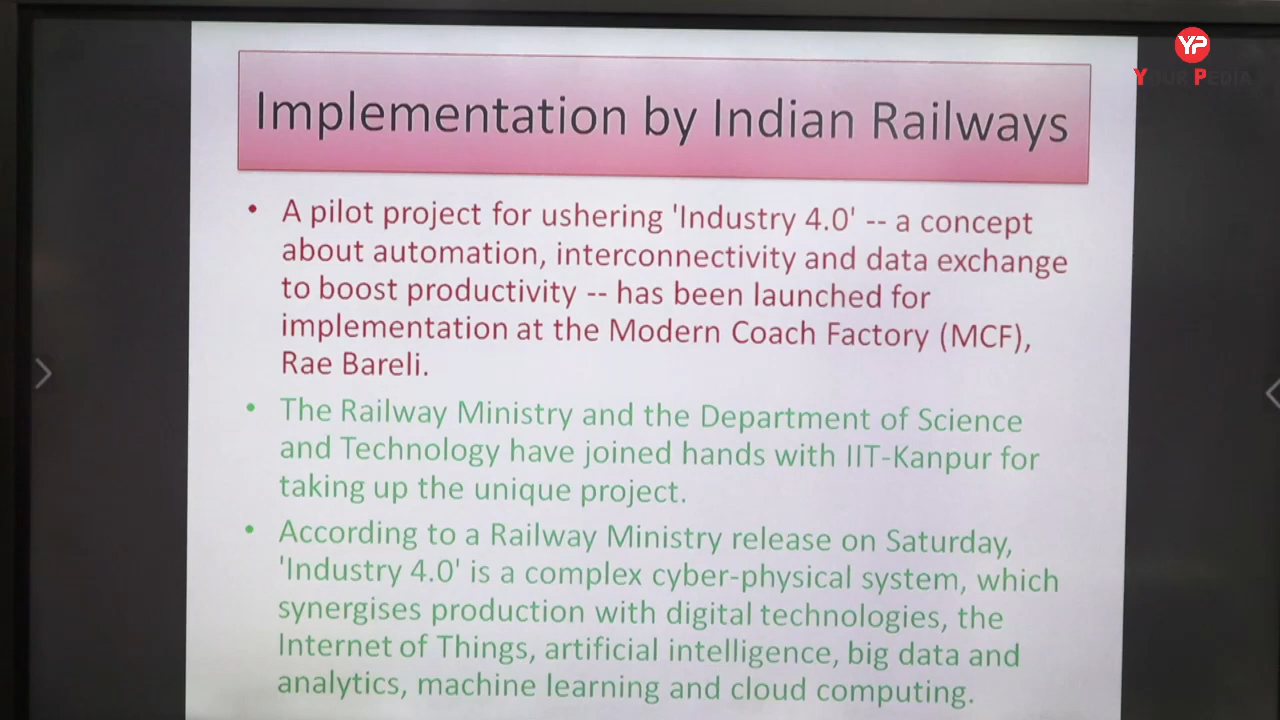 YP
YOUR PEDIA
Implementation by Indian Railways
• A pilot project for ushering 'Industry 4.0' -- a concept
about automation, interconnectivity and data exchange
to boost productivity -- has been launched for
implementation at the Modern Coach Factory (MCF),
Rae Bareli.
• The Railway Ministry and the Department of Science
and Technology have joined hands with IIT-Kanpur for
taking up the unique project.
• According to a Railway Ministry release on Saturday,
'Industry 4.0' is a complex cyber-physical system, which
synergises production with digital technologies, the
Internet of Things, artificial intelligence, big data and
analytics, machine learning and cloud computing.